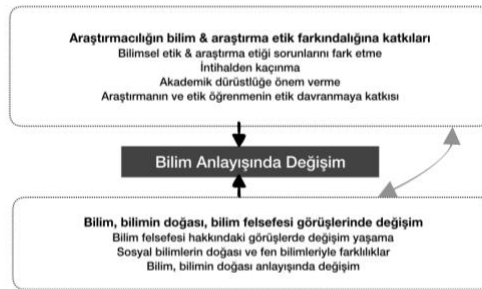 Araştırmacılığın bilim & araştırma etik farkındalığına katkıları
Bilimsel etik & araştırma etiği sorunlarını fark etme
İntihalden kaçınma
Akademik dürüstlüğe önem verme
Araştırmanın ve etik öğrenmenin etik davranmaya katkısı
Bilim Anlayışında Değişim
Bilim, bilimin doğası, bilim felsefesi görüşlerinde değişim
Bilim felsefesi hakkındaki görüşlerde değişim yaşama
Sosyal bilimlerin doğası ve fen bilimleriyle farklılıklar
Bilim, bilimin doğası anlayışında değişim